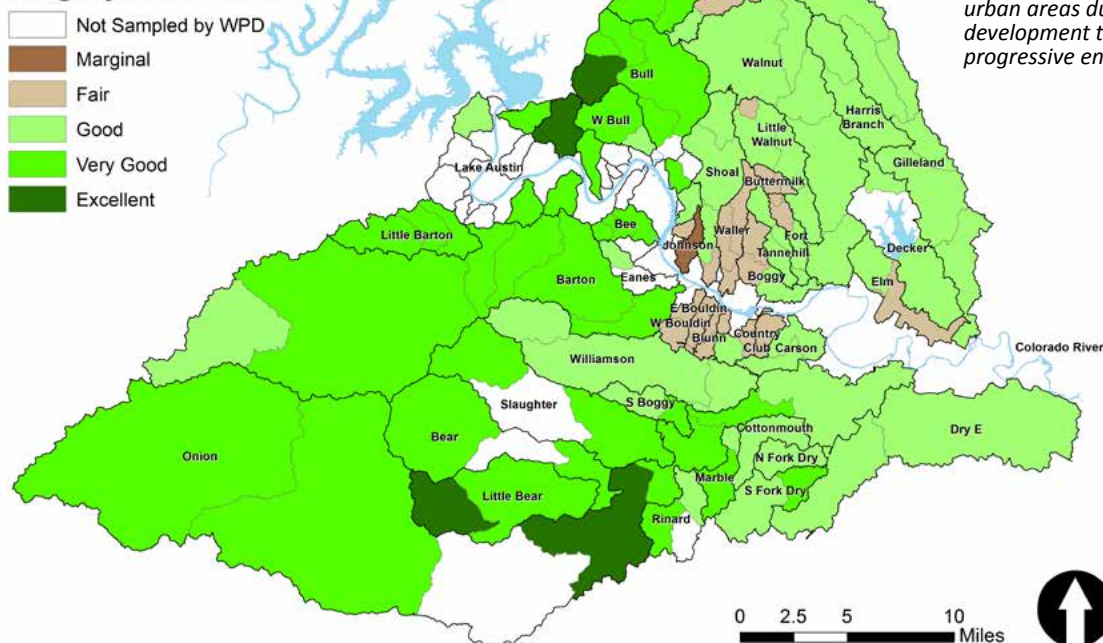 urban areas du
development t
progressive en
Not Sampled by WPD
Marginal
Fair
Good
Very Good
Excellent
Bull
Walnut
W Bull
Harris
Branch
Little
Walnut
Gilleland
Lake Austin
Shoal
Buttermilk
Little Barton
Bee
Johnson
Waller
Fort
Tannehill
Decker
Barton
Eanes
Boggy
Elm
E Bouldin
W Bouldin
Blunn
Country
Club
Carson
Colorado River
Williamson
Slaughter
S Boggy
Bear
Cottonmouth
Dry E
Onion
N Fork Dry
Marble
Little Bear
S Fork Dry
Rinard
0 2.5 5 10
Miles